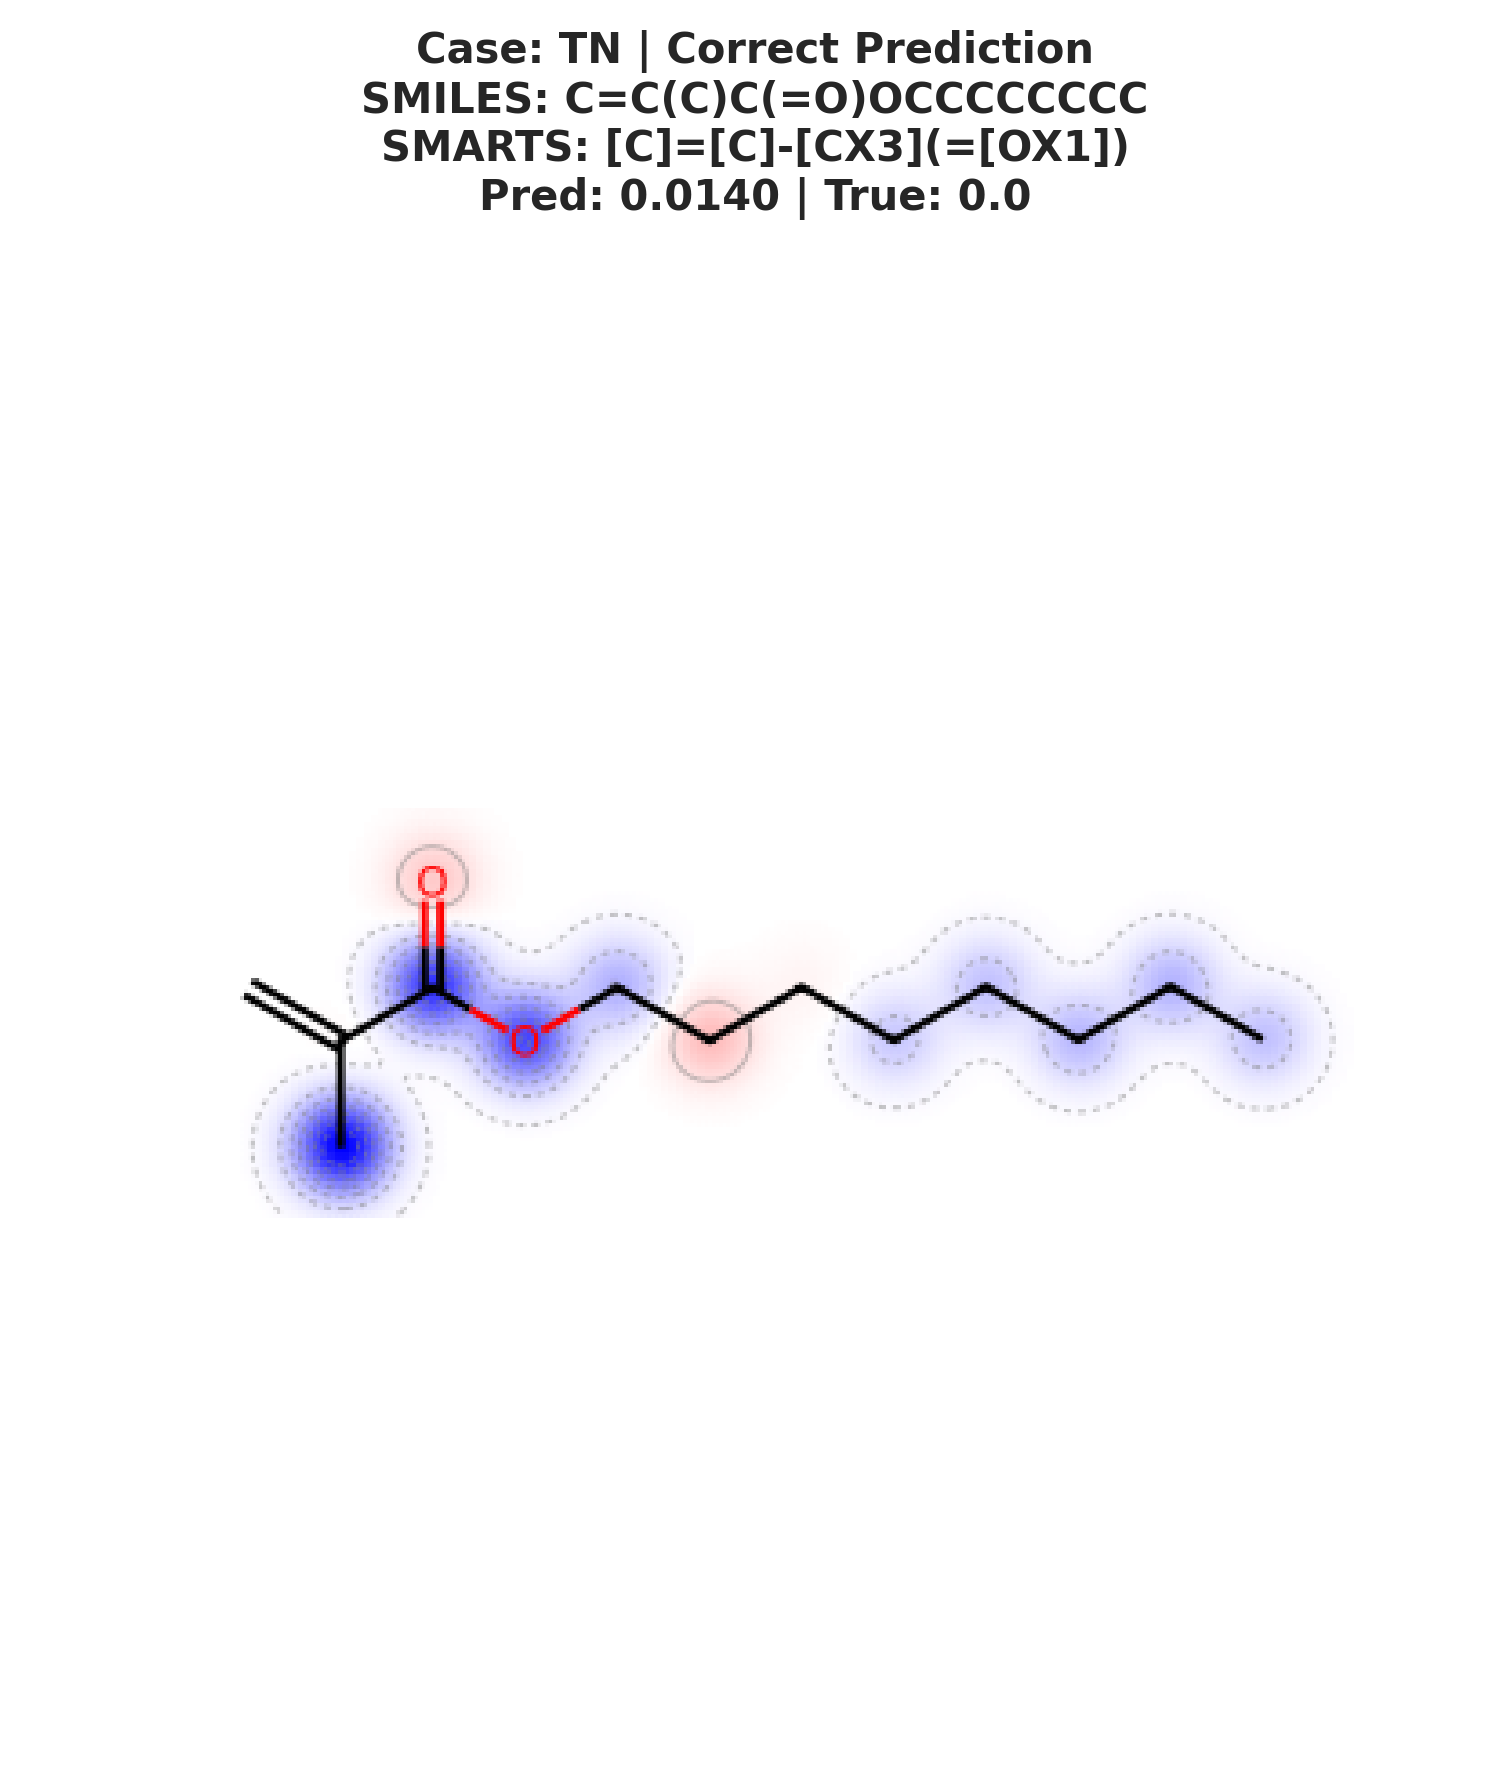 Case: TN | Correct Prediction
SMILES: C=C(C)C(=O)OCCCCCCCC
SMARTS: [C]=[C]-[CX3](=[OX1])
Pred: 0.0140 | True: 0.0
O
O